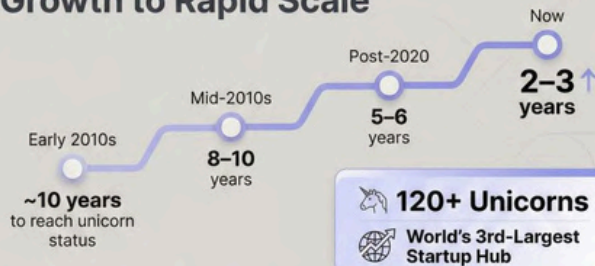 Growth to Rapid Scale
Early 2010s
~10 years
to reach unicorn
status
Mid-2010s
8–10
years
Post-2020
5–6
years
Now
2–3 ↑
years
120+ Unicorns
World's 3rd-Largest
Startup Hub